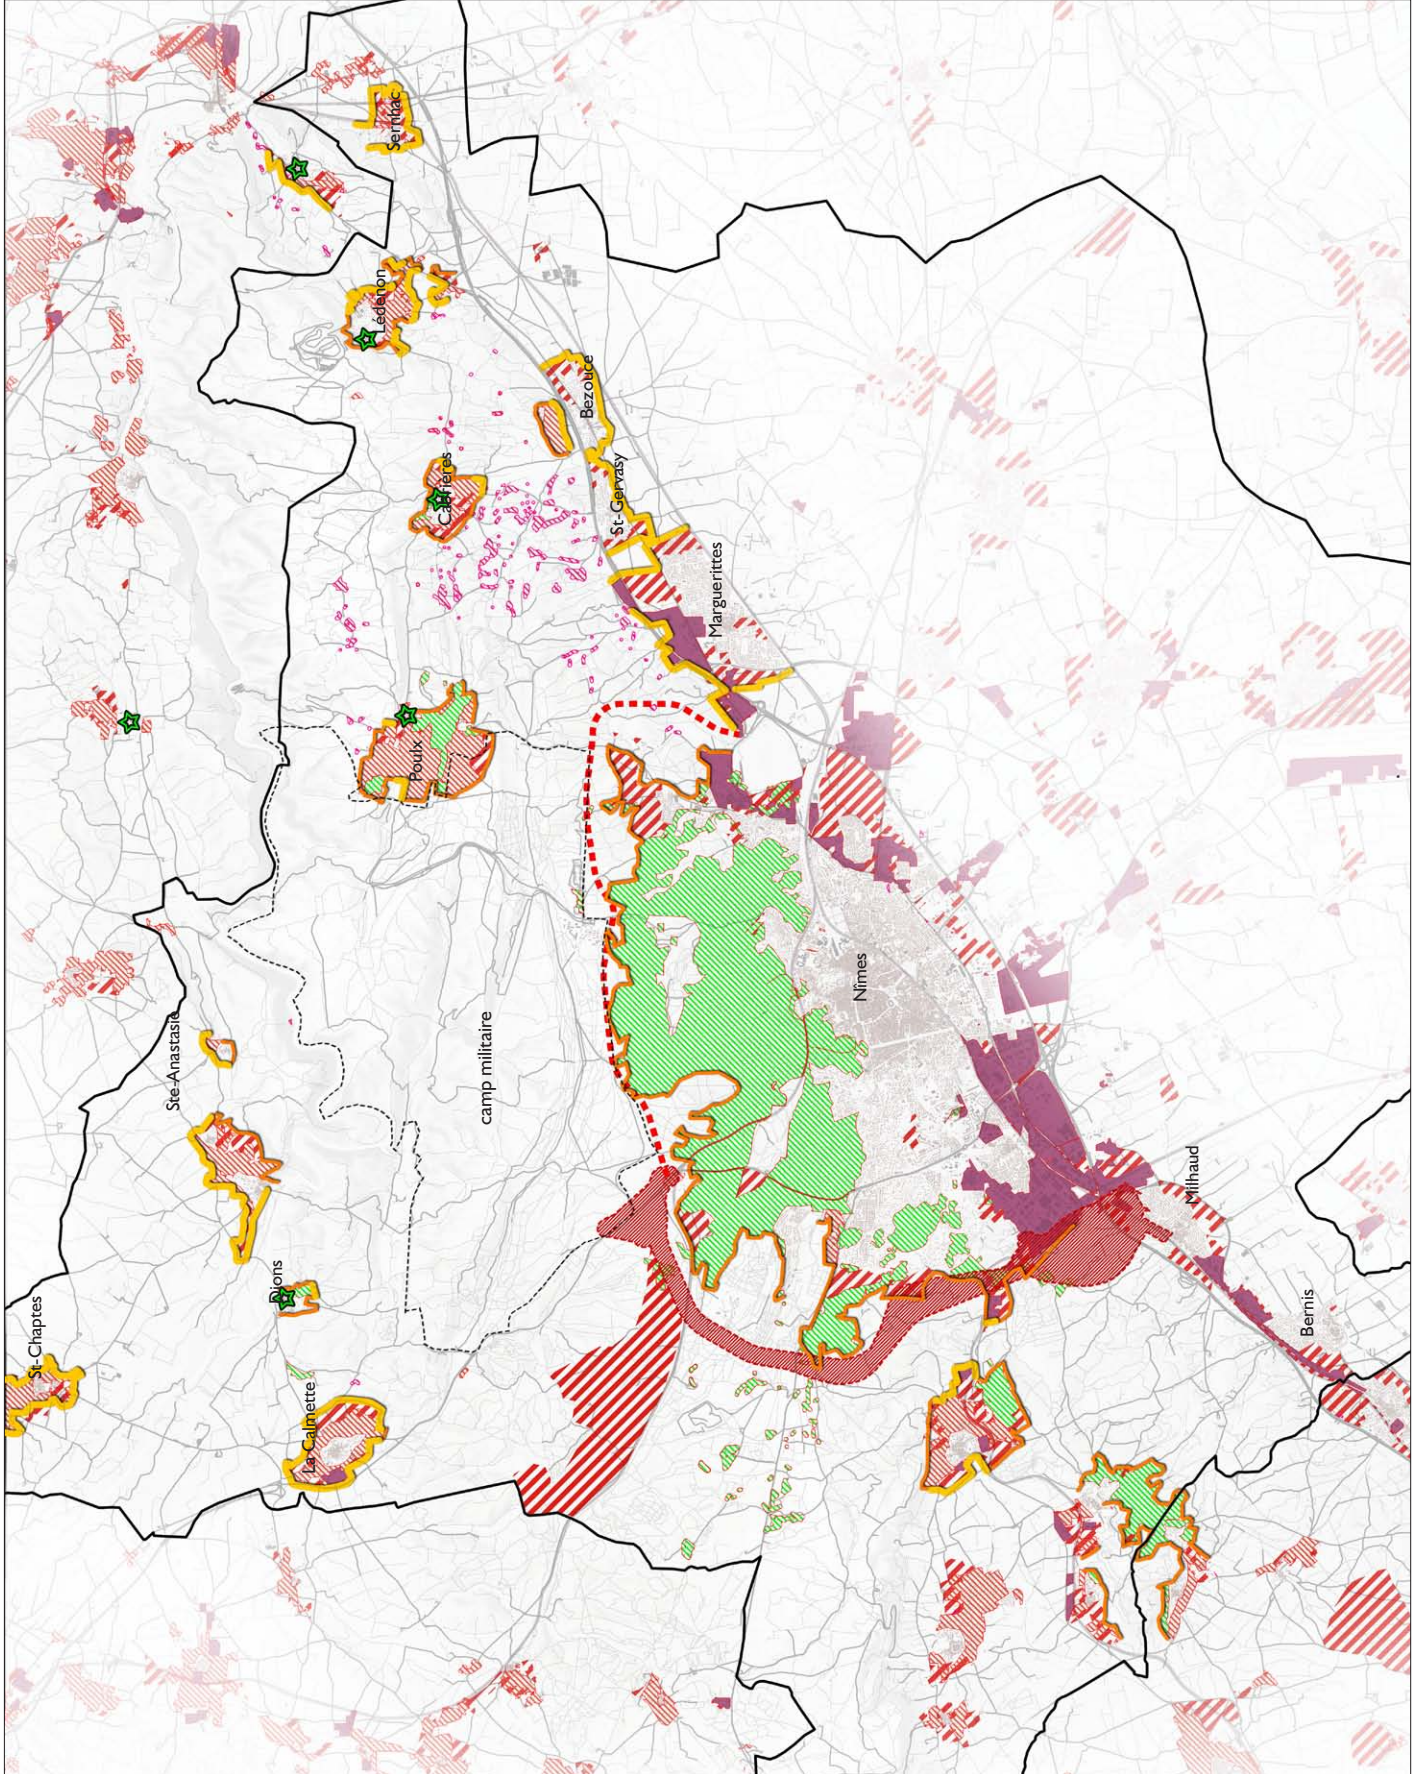 Sernhac
Lédenon
Bezouce
Cabrières
St-Gervasy
Marguerittes
Poulx
Nîmes
Ste-Anastasie
camp militaire
Milhaud
Dions
St-Chaptes
Bernis
La Calmette